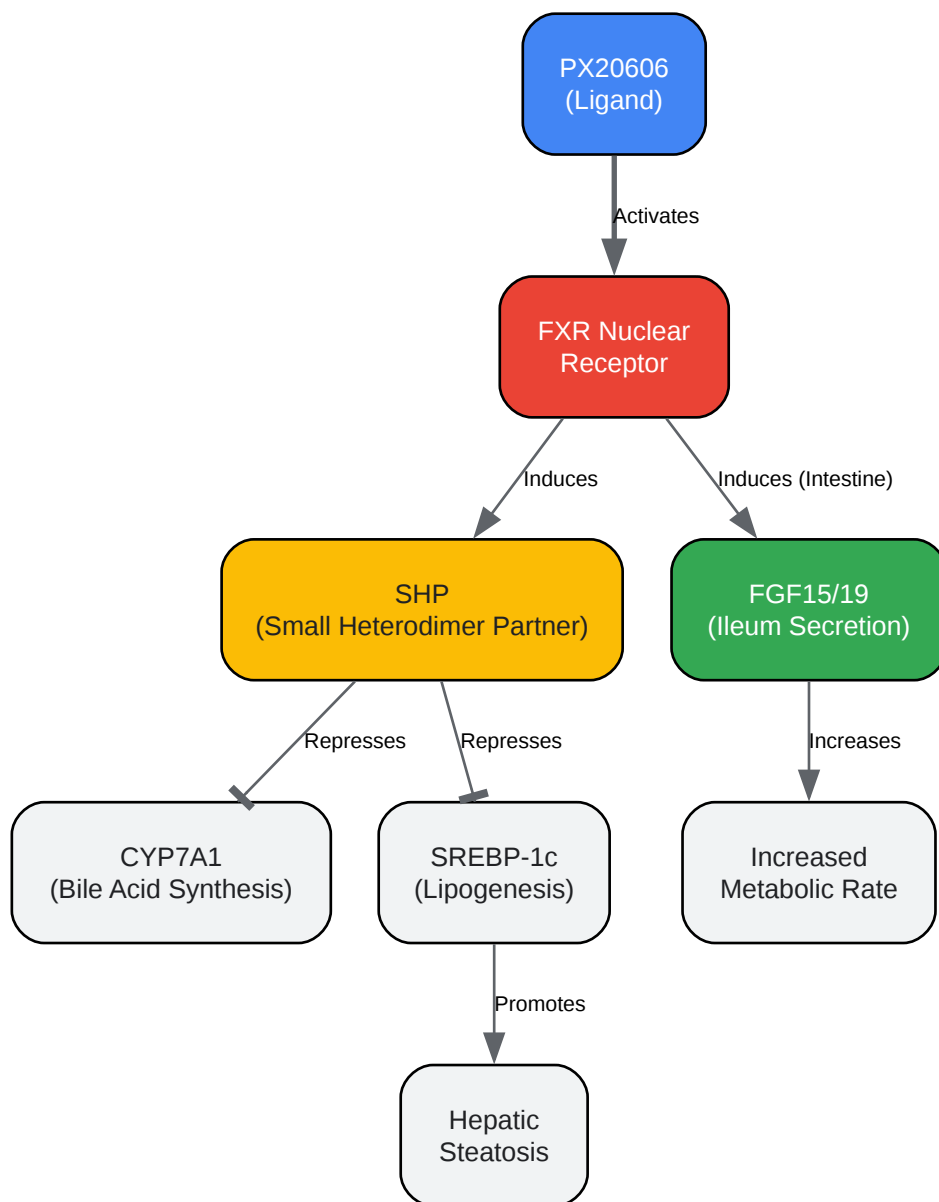 PX20606
(Ligand)
Activates
FXR Nuclear
Receptor
Induces
Induces (Intestine)
SHP
(Small Heterodimer Partner)
FGF15/19
(Ileum Secretion)
Represses
Represses
Increases
CYP7A1
(Bile Acid Synthesis)
SREBP-1c
(Lipogenesis)
Increased
Metabolic Rate
Promotes
Hepatic
Steatosis